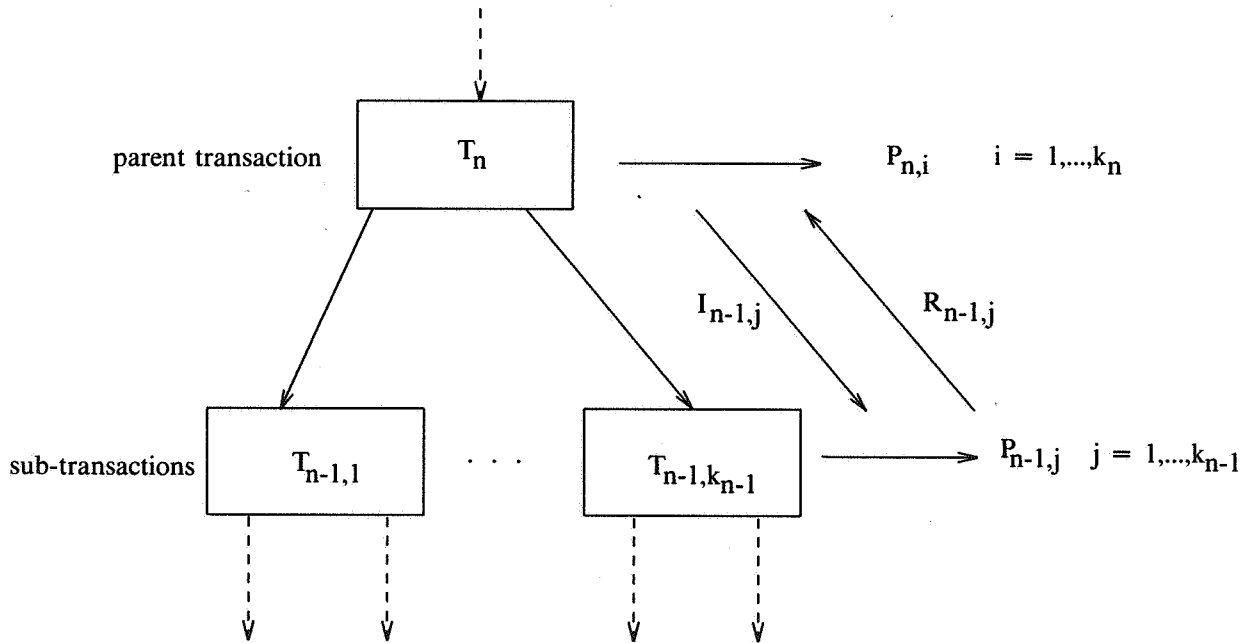 parent transaction
T_n
P_{n,i} i = 1,...,k_n
I_{n-1,j}
R_{n-1,j}
sub-transactions
T_{n-1,1}
. . .
T_{n-1,k_{n-1}}
P_{n-1,j} j = 1,...,k_{n-1}